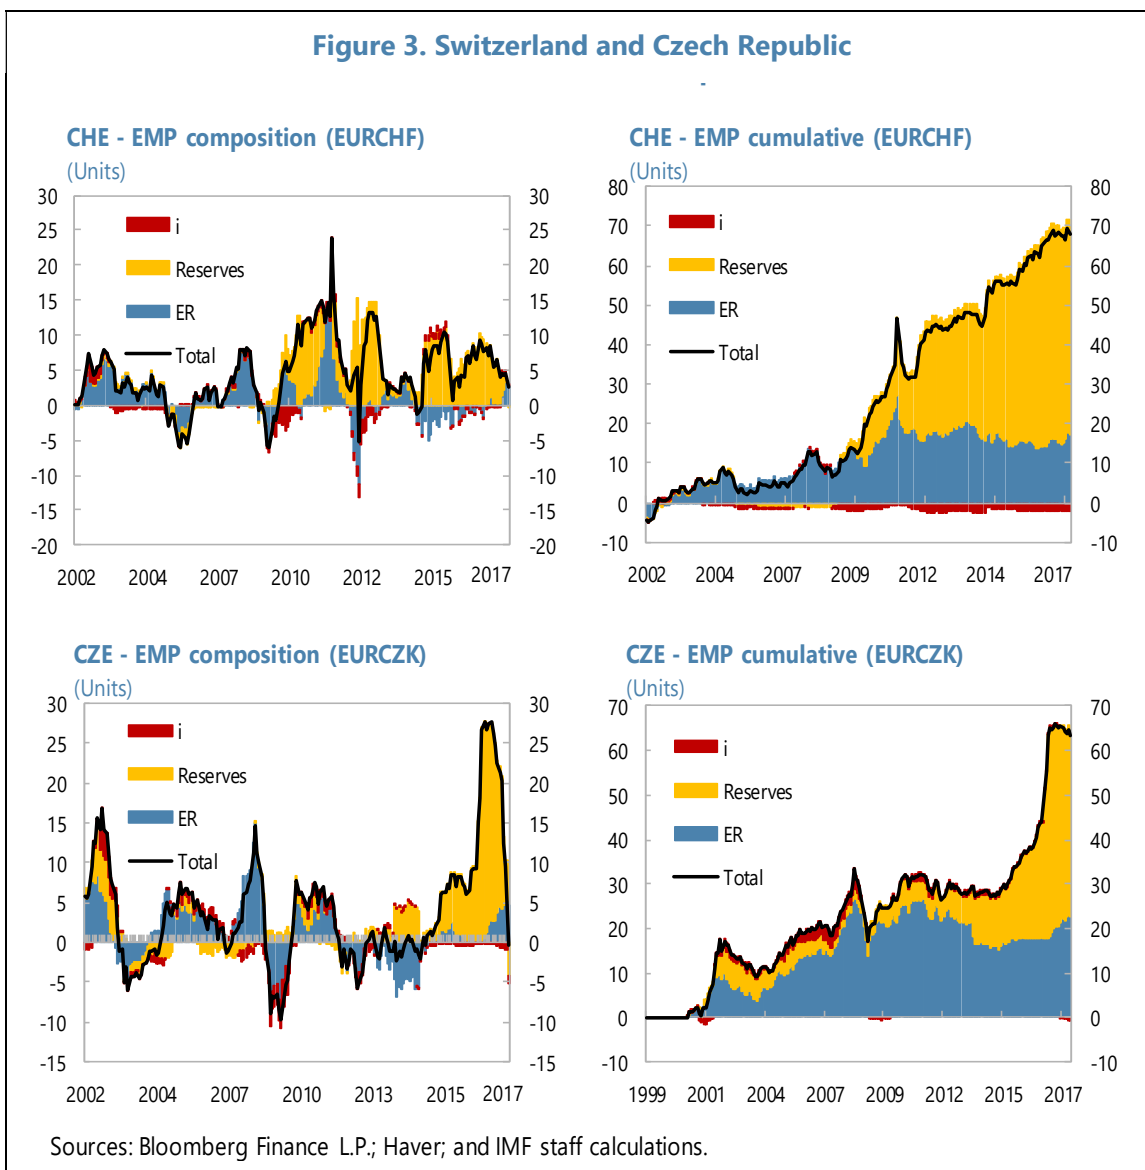 Figure 3. Switzerland and Czech Republic
-
CHE - EMP composition (EURCHF)
(Units)
30
25
20
15
10
5
0
-5
-10
-15
-20
30
25
20
15
10
5
0
-5
-10
-15
-20
i
Reserves
ER
Total
2002 2004 2007 2010 2012 2015 2017
CHE - EMP cumulative (EURCHF)
(Units)
80
70
60
50
40
30
20
10
0
-10
80
70
60
50
40
30
20
10
0
-10
i
Reserves
ER
Total
2002 2004 2007 2009 2012 2014 2017
CZE - EMP composition (EURCZK)
(Units)
30
25
20
15
10
5
0
-5
-10
-15
30
25
20
15
10
5
0
-5
-10
-15
i
Reserves
ER
Total
2002 2004 2007 2010 2013 2015 2017
CZE - EMP cumulative (EURCZK)
(Units)
70
60
50
40
30
20
10
0
-10
70
60
50
40
30
20
10
0
-10
i
Reserves
ER
Total
1999 2001 2004 2007 2009 2012 2015 2017
Sources: Bloomberg Finance L.P.; Haver; and IMF staff calculations.